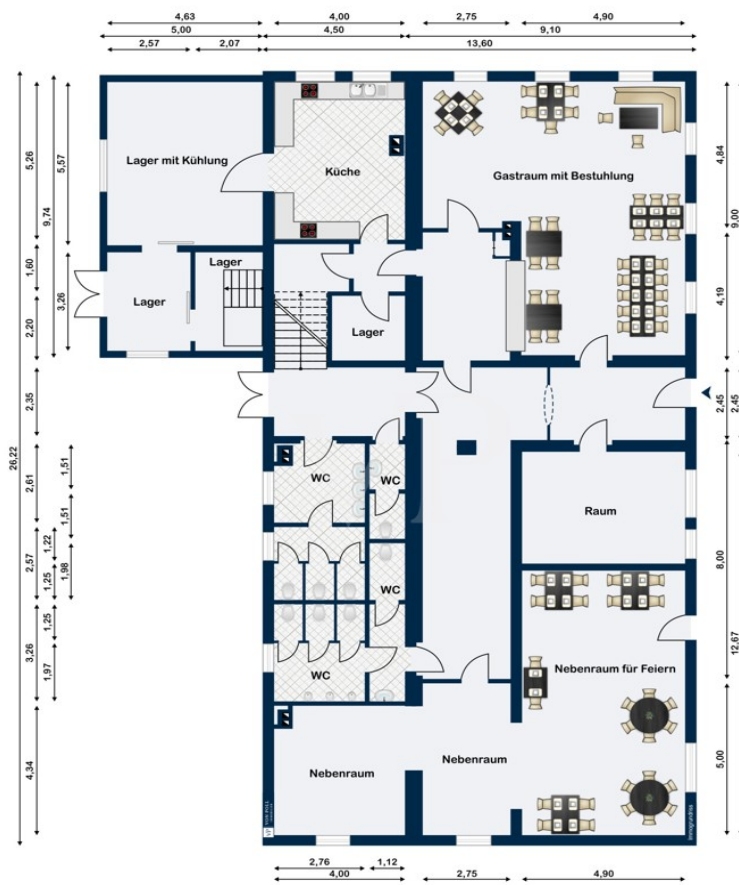 4,63
4,00
2,75
4,90
5,00
4,50
9,10
2,57
2,07
13,60
Lager mit Kühlung
Küche
Gastraum mit Bestuhlung
Lager
Lager
Lager
WC
WC
WC
WC
Raum
Nebenraum für Feiern
Nebenraum
Nebenraum
26,22
5,26
1,60
2,20
2,35
2,61
2,57
3,26
4,34
9,74
1,51
1,51
1,22
1,25
1,25
1,97
5,57
3,26
1,98
4,84
4,19
2,45
8,00
5,00
9,00
2,45
12,67
2,76
1,12
4,00
2,75
4,90
VON POLL
immogrundriss